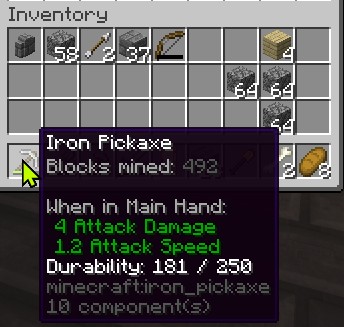 Inventory
58 2 37 4
64 64
64
2 8
Iron Pickaxe
Blocks mined: 492
When in Main Hand:
4 Attack Damage
1.2 Attack Speed
Durability: 181 / 250
minecraft:iron_pickaxe
10 component(s)